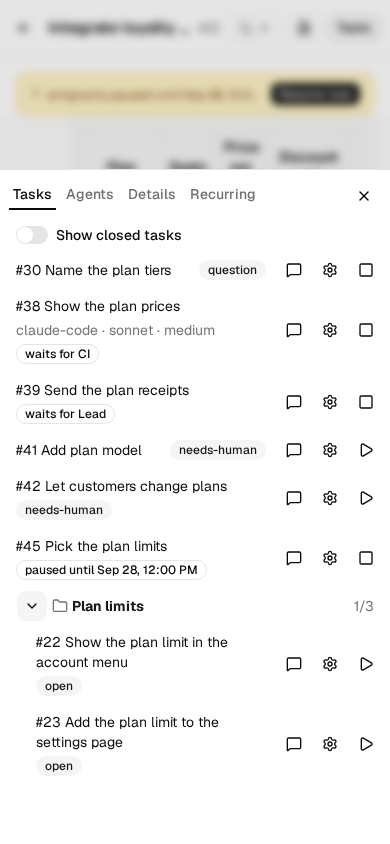 Tasks
Tasks Agents Details Recurring
Show closed tasks
#30 Name the plan tiers question
#38 Show the plan prices
claude-code · sonnet · medium
waits for CI
#39 Send the plan receipts
waits for Lead
#41 Add plan model needs-human
#42 Let customers change plans
needs-human
#45 Pick the plan limits
paused until Sep 28, 12:00 PM
Plan limits 1/3
#22 Show the plan limit in the
account menu
open
#23 Add the plan limit to the
settings page
open